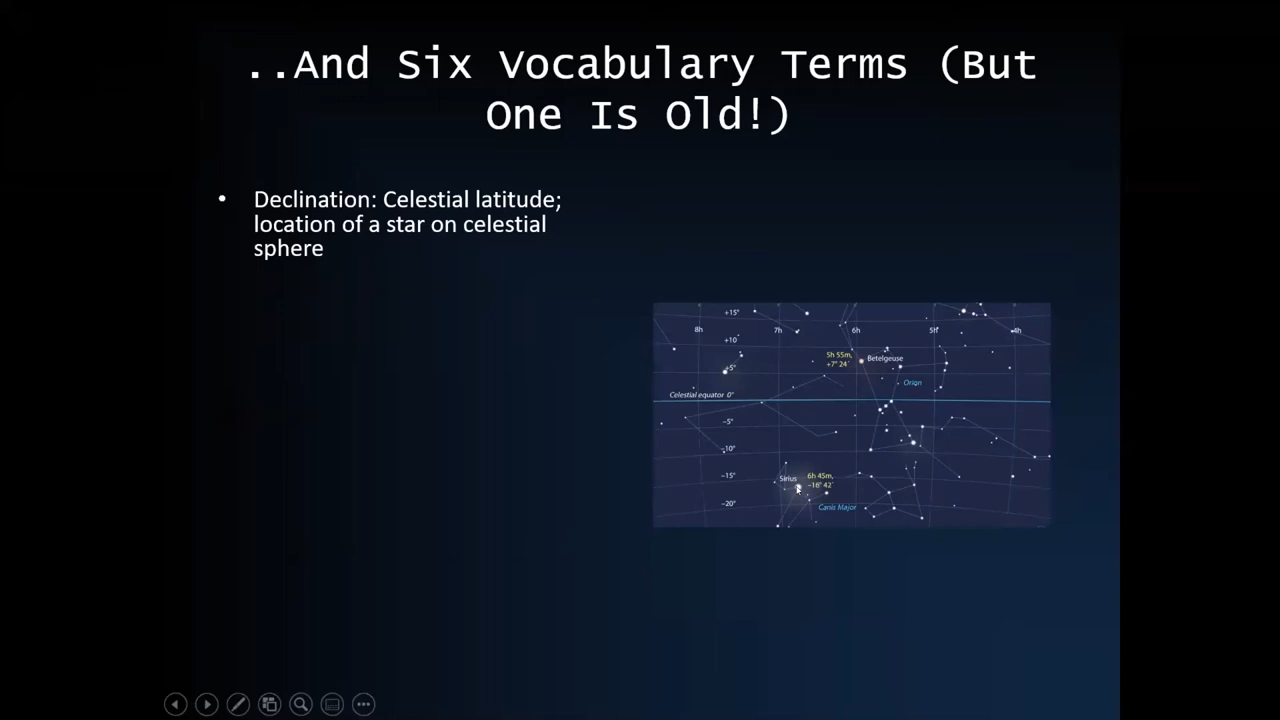 ..And Six Vocabulary Terms (But
One Is Old!)
• Declination: Celestial latitude;
location of a star on celestial
sphere
+15°
8h
7h
6h
5h
4h
+10°
5h 55m,
+7° 24′
Betelgeuse
+5°
Orion
Celestial equator 0°
–5°
–10°
–15°
Sirius
6h 45m,
–16° 42′
–20°
Canis Major